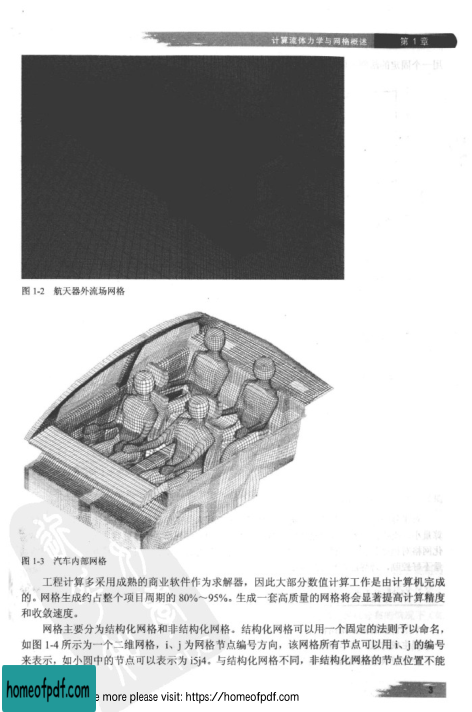 计算流体力学与网格概述 第1章
图 1-2 航天器外流场网格
图 1-3 汽车内部网格
工程计算多采用成熟的商业软件作为求解器，因此大部分数值计算工作是由计算机完成
的。网格生成约占整个项目周期的 80%～95%。生成一套高质量的网格将会显著提高计算精度
和收敛速度。
网格主要分为结构化网格和非结构化网格。结构化网格可以用一个固定的法则予以命名，
如图 1-4 所示为一个二维网格，i、j 为网格节点编号方向，该网格所有节点可以用 i、j 的编号
来表示，如小圆中的节点可以表示为 i5j4。与结构化网格不同，非结构化网格的节点位置不能
3
homeofpdf.com
e more please visit: https://homeofpdf.com